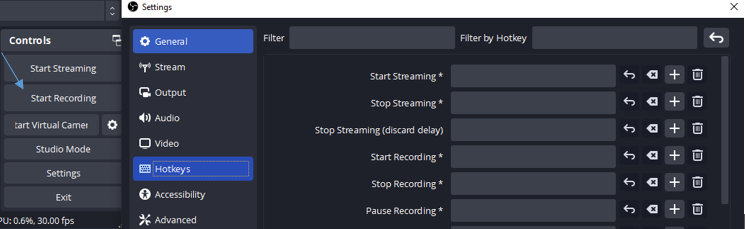 Settings
Controls
Start Streaming
Start Recording
tart Virtual Camer
Studio Mode
Settings
Exit
PU: 0.6%, 30.00 fps
General
Stream
Output
Audio
Video
Hotkeys
Accessibility
Advanced
Filter
Filter by Hotkey
Start Streaming *
Stop Streaming *
Stop Streaming (discard delay)
Start Recording *
Stop Recording *
Pause Recording *